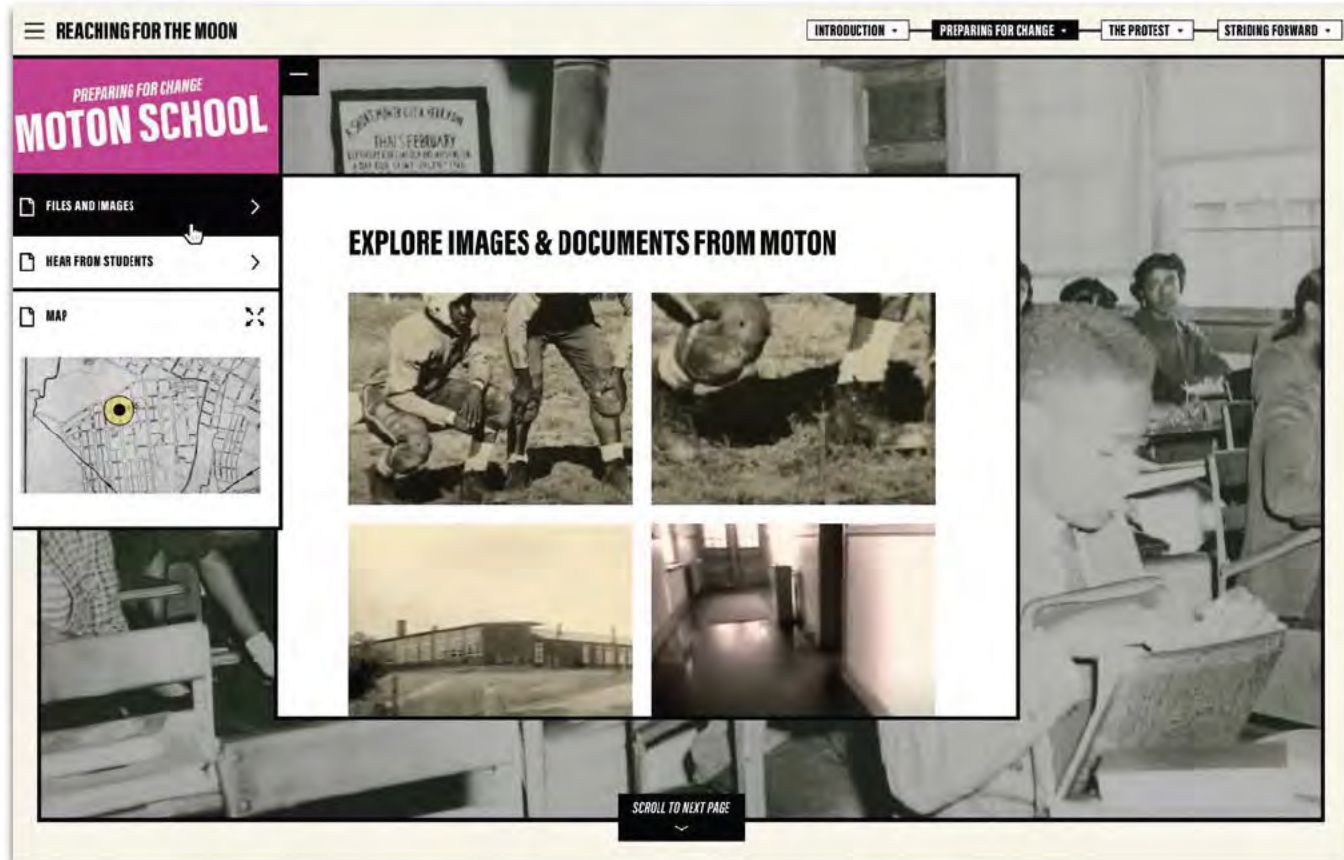 REACHING FOR THE MOON
INTRODUCTION
PREPARING FOR CHANGE
THE PROTEST
STRIDING FORWARD
PREPARING FOR CHANGE
MOTON SCHOOL
FILES AND IMAGES
HEAR FRON STUDENTS
MAP
THAT'S FEBRUARY
EXPLORE IMAGES & DOCUMENTS FROM MOTON
SCROLL TO NEXT PAGE